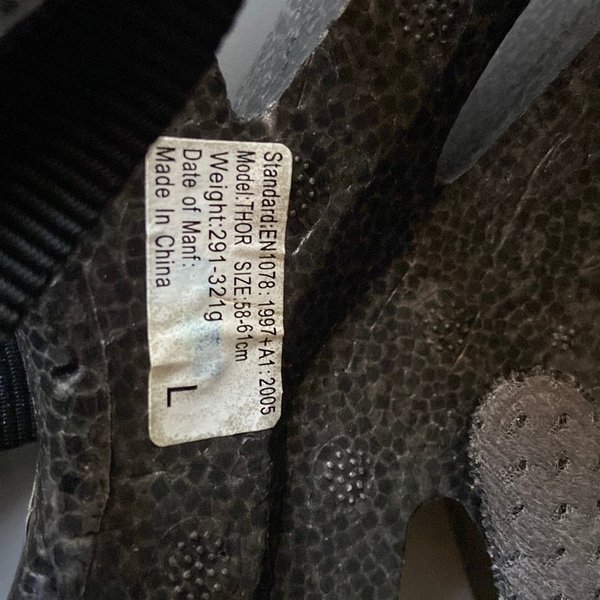 Standard:EN1078:1997+A1:2005
Model:THOR SIZE:58-61cm
Weight:291-321g
Date of Manf:
Made In China
L